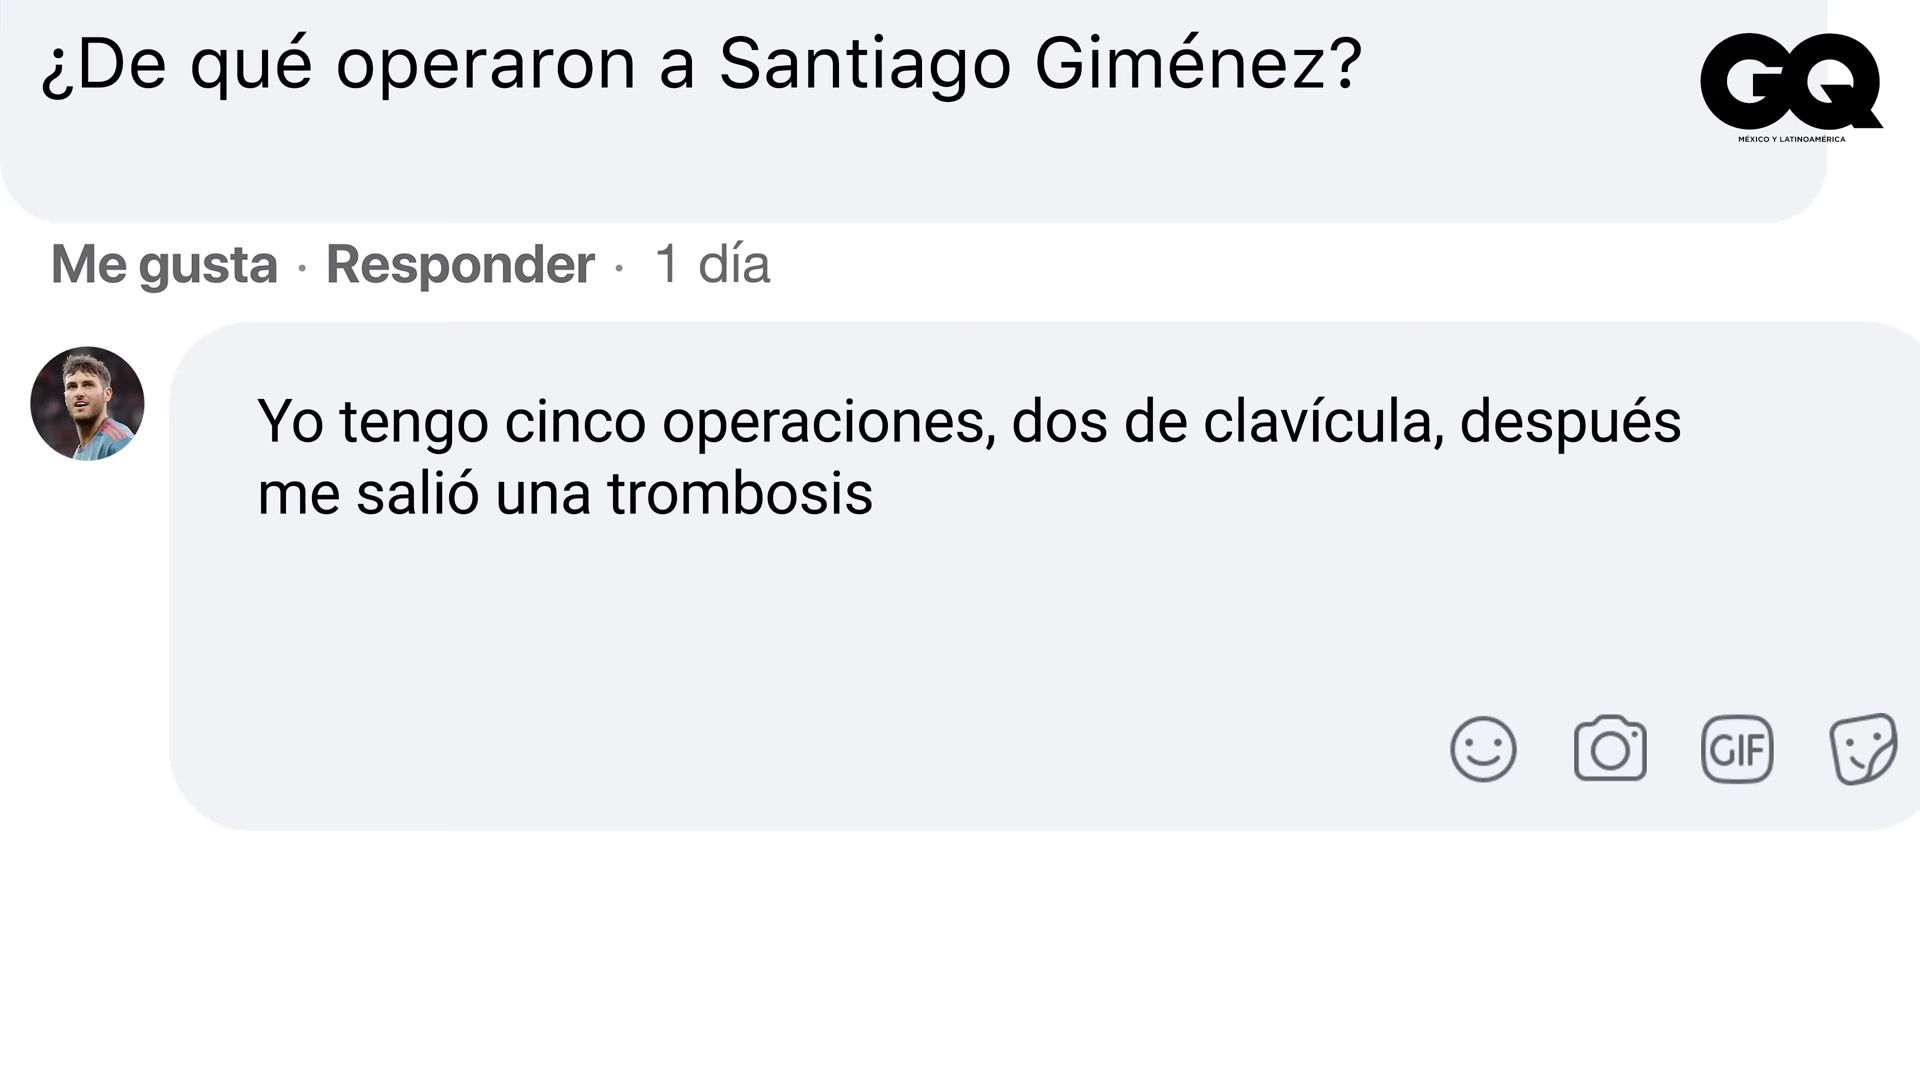 ¿De qué operaron a Santiago Giménez?
GQ
MÉXICO Y LATINOAMÉRICA
Me gusta · Responder · 1 día
Yo tengo cinco operaciones, dos de clavícula, después
me salió una trombosis
GIF